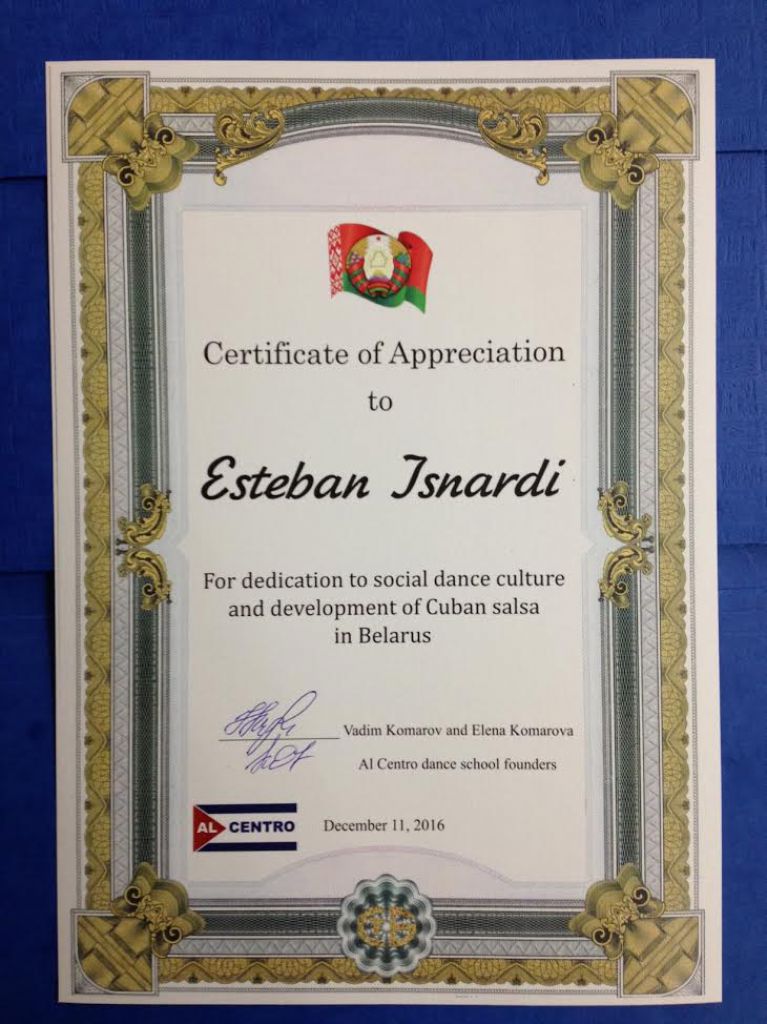 Certificate of Appreciation
to
Esteban Isnardi
For dedication to social dance culture
and development of Cuban salsa
in Belarus
Vadim Komarov and Elena Komarova
Al Centro dance school founders
AL CENTRO
December 11, 2016